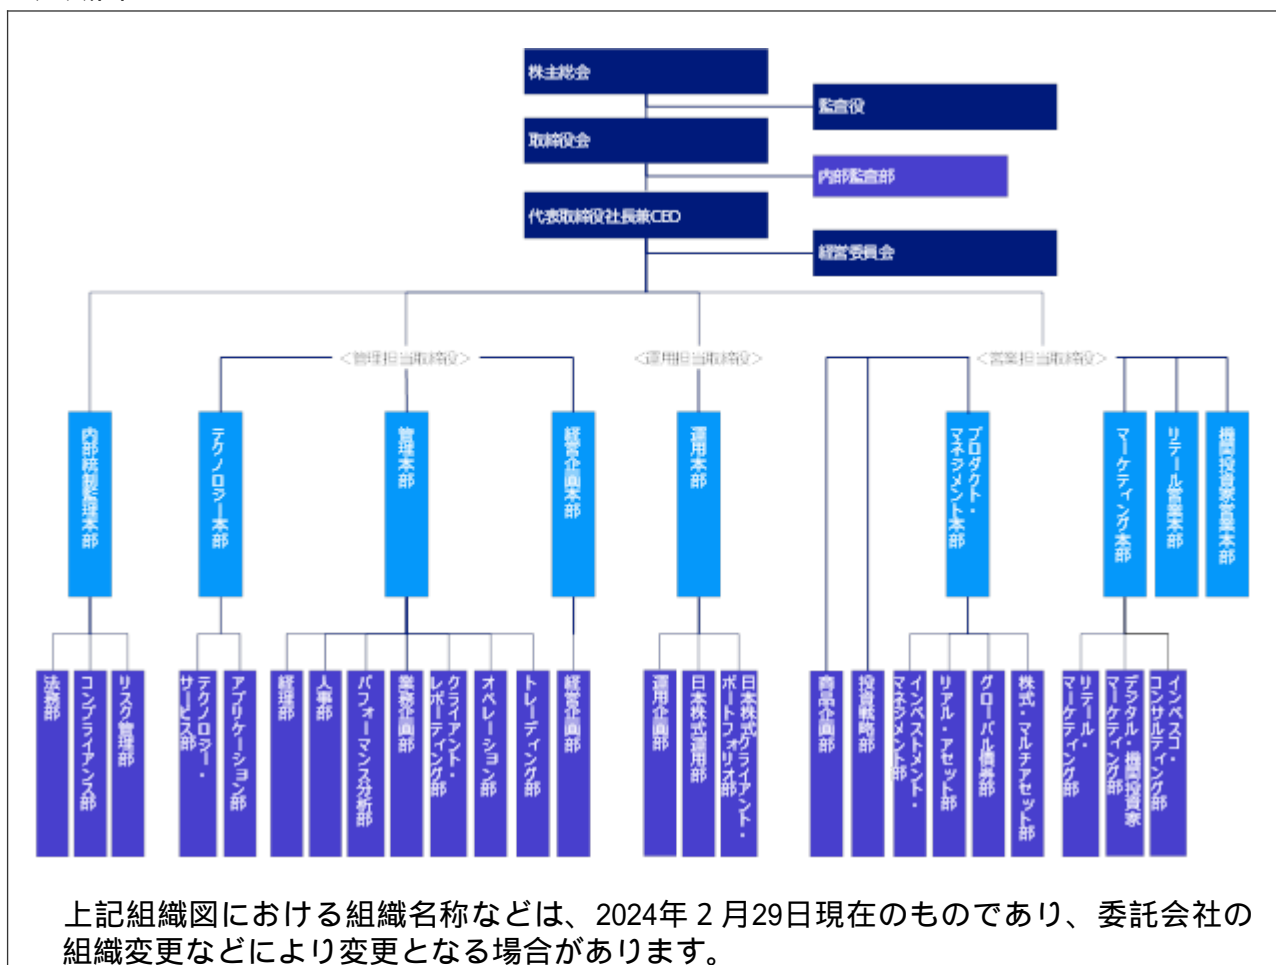 株主総会
監査役
取締役会
内部監査部
代表取締役社長兼CEO
経営委員会
＜管理担当取締役＞
＜運用担当取締役＞
＜営業担当取締役＞
内部統制監理本部
テクノロジー本部
管理本部
経営企画本部
運用本部
プロダクト・
マネジメント本部
マーケティング本部
リテール営業本部
機関投資家営業本部
法務部
コンプライアンス部
リスク管理部
テクノロジー・
サービス部
アプリケーション部
経理部
人事部
パフォーマンス分析部
業務企画部
クライアント・
レポーティング部
オペレーション部
トレーディング部
経営企画部
運用企画部
日本株式運用部
日本株式クライアント・
ポートフォリオ部
商品企画部
投資戦略部
インベストメント・
マネジメント部
リアル・アセット部
グローバル債券部
株式・マルチアセット部
リテール・
マーケティング部
デジタル・機関投資家
マーケティング部
インベスコ・
コンサルティング部
上記組織図における組織名称などは、2024年２月29日現在のものであり、委託会社の
組織変更などにより変更となる場合があります。